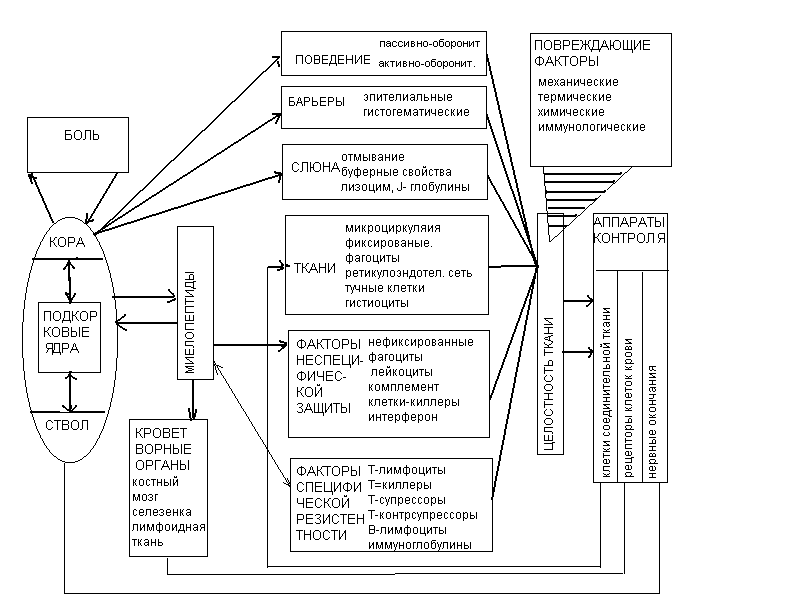 БОЛЬ
КОРА
ПОДКОР
КОВЫЕ
ЯДРА
СТВОЛ
МИЕЛОПЕПТИДЫ
КРОВЕТ
ВОРНЫЕ
ОРГАНЫ
костный
мозг
селезенка
лимфоидная
ткань
ПОВЕДЕНИЕ
пассивно-оборонит
активно-оборонит.
БАРЬЕРЫ
эпителиальные
гистогематические
СЛЮНА
отмывание
буферные свойства
лизоцим, J- глобулины
ТКАНИ
микроциркуляия
фиксированые.
фагоциты
ретикулоэндотел. сеть
тучные клетки
гистиоциты
ФАКТОРЫ
НЕСПЕЦИ-
ФИЧЕС-
КОЙ
ЗАЩИТЫ
нефиксированные
фагоциты
лейкоциты
комплемент
клетки-киллеры
интерферон
ФАКТОРЫ
СПЕЦИФИ
ЧЕСКОЙ
РЕЗИСТЕН
ТНОСТИ
Т-лимфоциты
Т=киллеры
Т-супрессоры
Т-контрсупрессоры
В-лимфоциты
иммуноглобулины
ПОВРЕЖДАЮЩИЕ
ФАКТОРЫ
механические
термические
химические
иммунологические
ЦЕЛОСТНОСТЬ ТКАНИ
АППАРАТЫ
КОНТРОЛЯ
клетки соединительной ткани
рецепторы клеток крови
нервные окончания